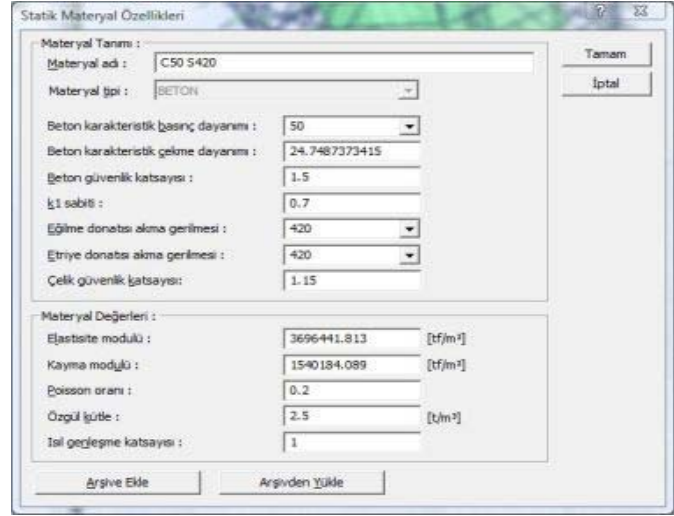 Statik Materyal Özellikleri
Materyal Tanımı :
Materyal adı : C50 S420
Tamam
Materyal tipi : BETON
İptal
Beton karakteristik basınç dayanımı : 50
Beton karakteristik çekme dayanımı : 24.7487373415
Beton güvenlik katsayısı : 1.5
k1 sabiti : 0.7
Eğilme donatısı akma gerilmesi : 420
Etriye donatısı akma gerilmesi : 420
Çelik güvenlik katsayısı: 1.15
Materyal Değerleri :
Elastisite modülü : 3696441.813 [tf/m²]
Kayma modülü : 1540184.089 [tf/m²]
Poisson oranı : 0.2
Özgül kütle : 2.5 [t/m³]
Isıl genleşme katsayısı : 1
Arşive Ekle Arşivden Yükle